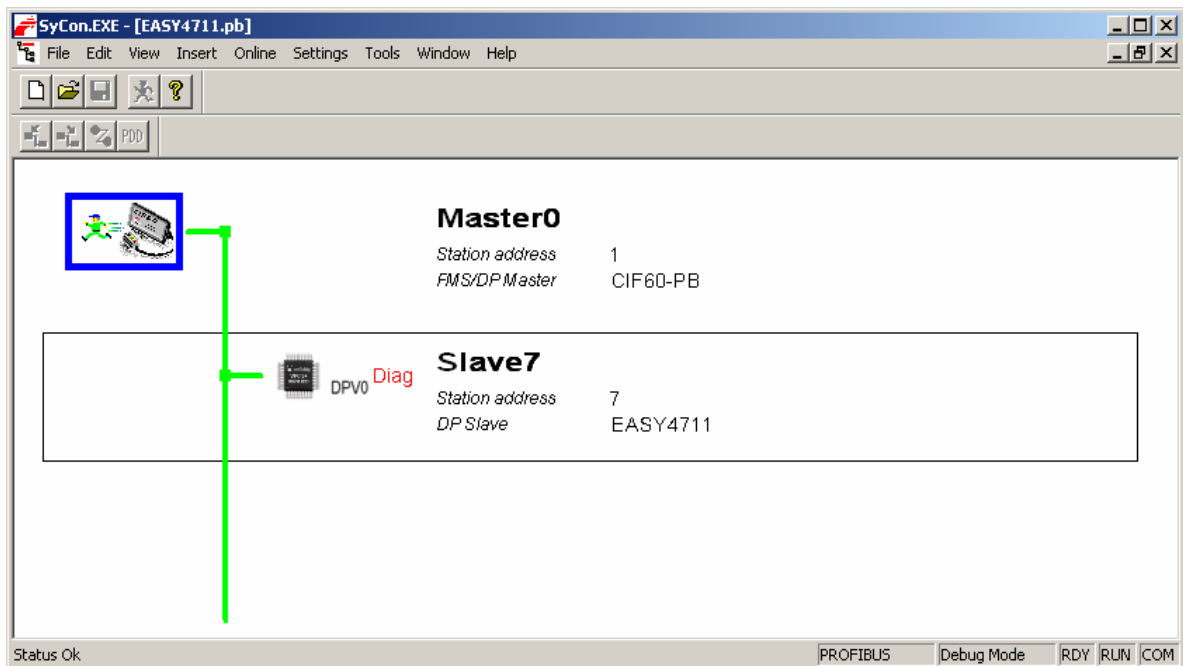 SyCon.EXE - [EASY4711.pb]
File Edit View Insert Online Settings Tools Window Help
PDD
Master0
Station address 1
FMS/DP Master CIF60-PB
Slave7
DPV0 Diag
Station address 7
DP Slave EASY4711
Status Ok PROFIBUS Debug Mode RDY RUN COM